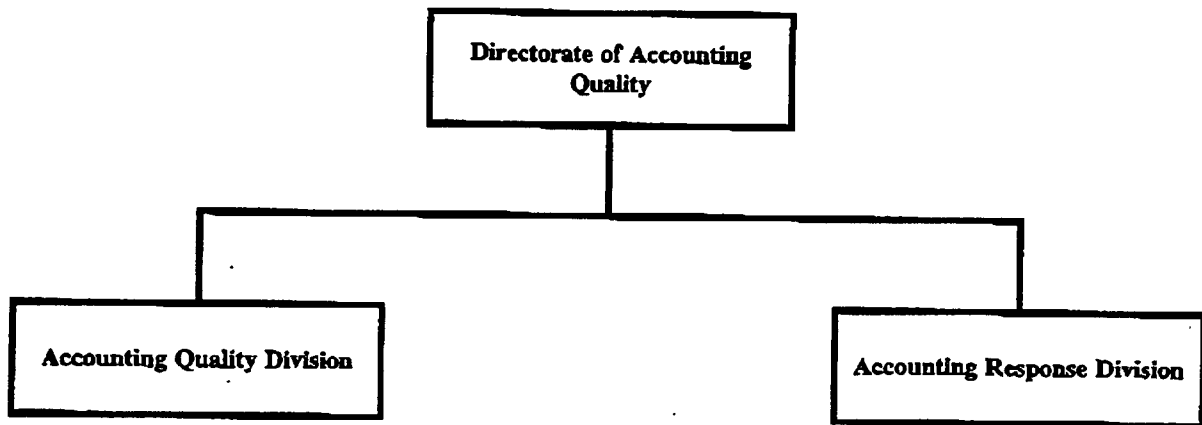 Directorate of Accounting
Quality
Accounting Quality Division
Accounting Response Division